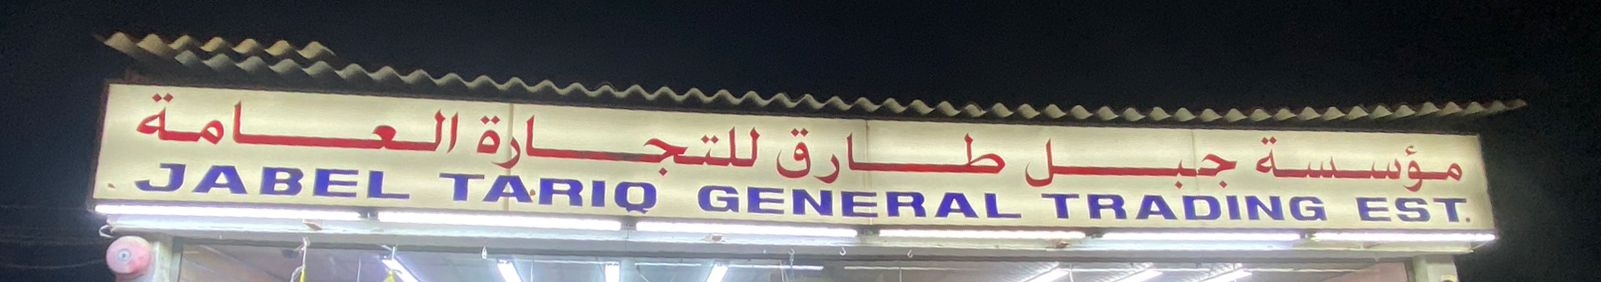 مؤسسة جبل طارق للتجارة العامة
JABEL TARIQ GENERAL TRADING EST.